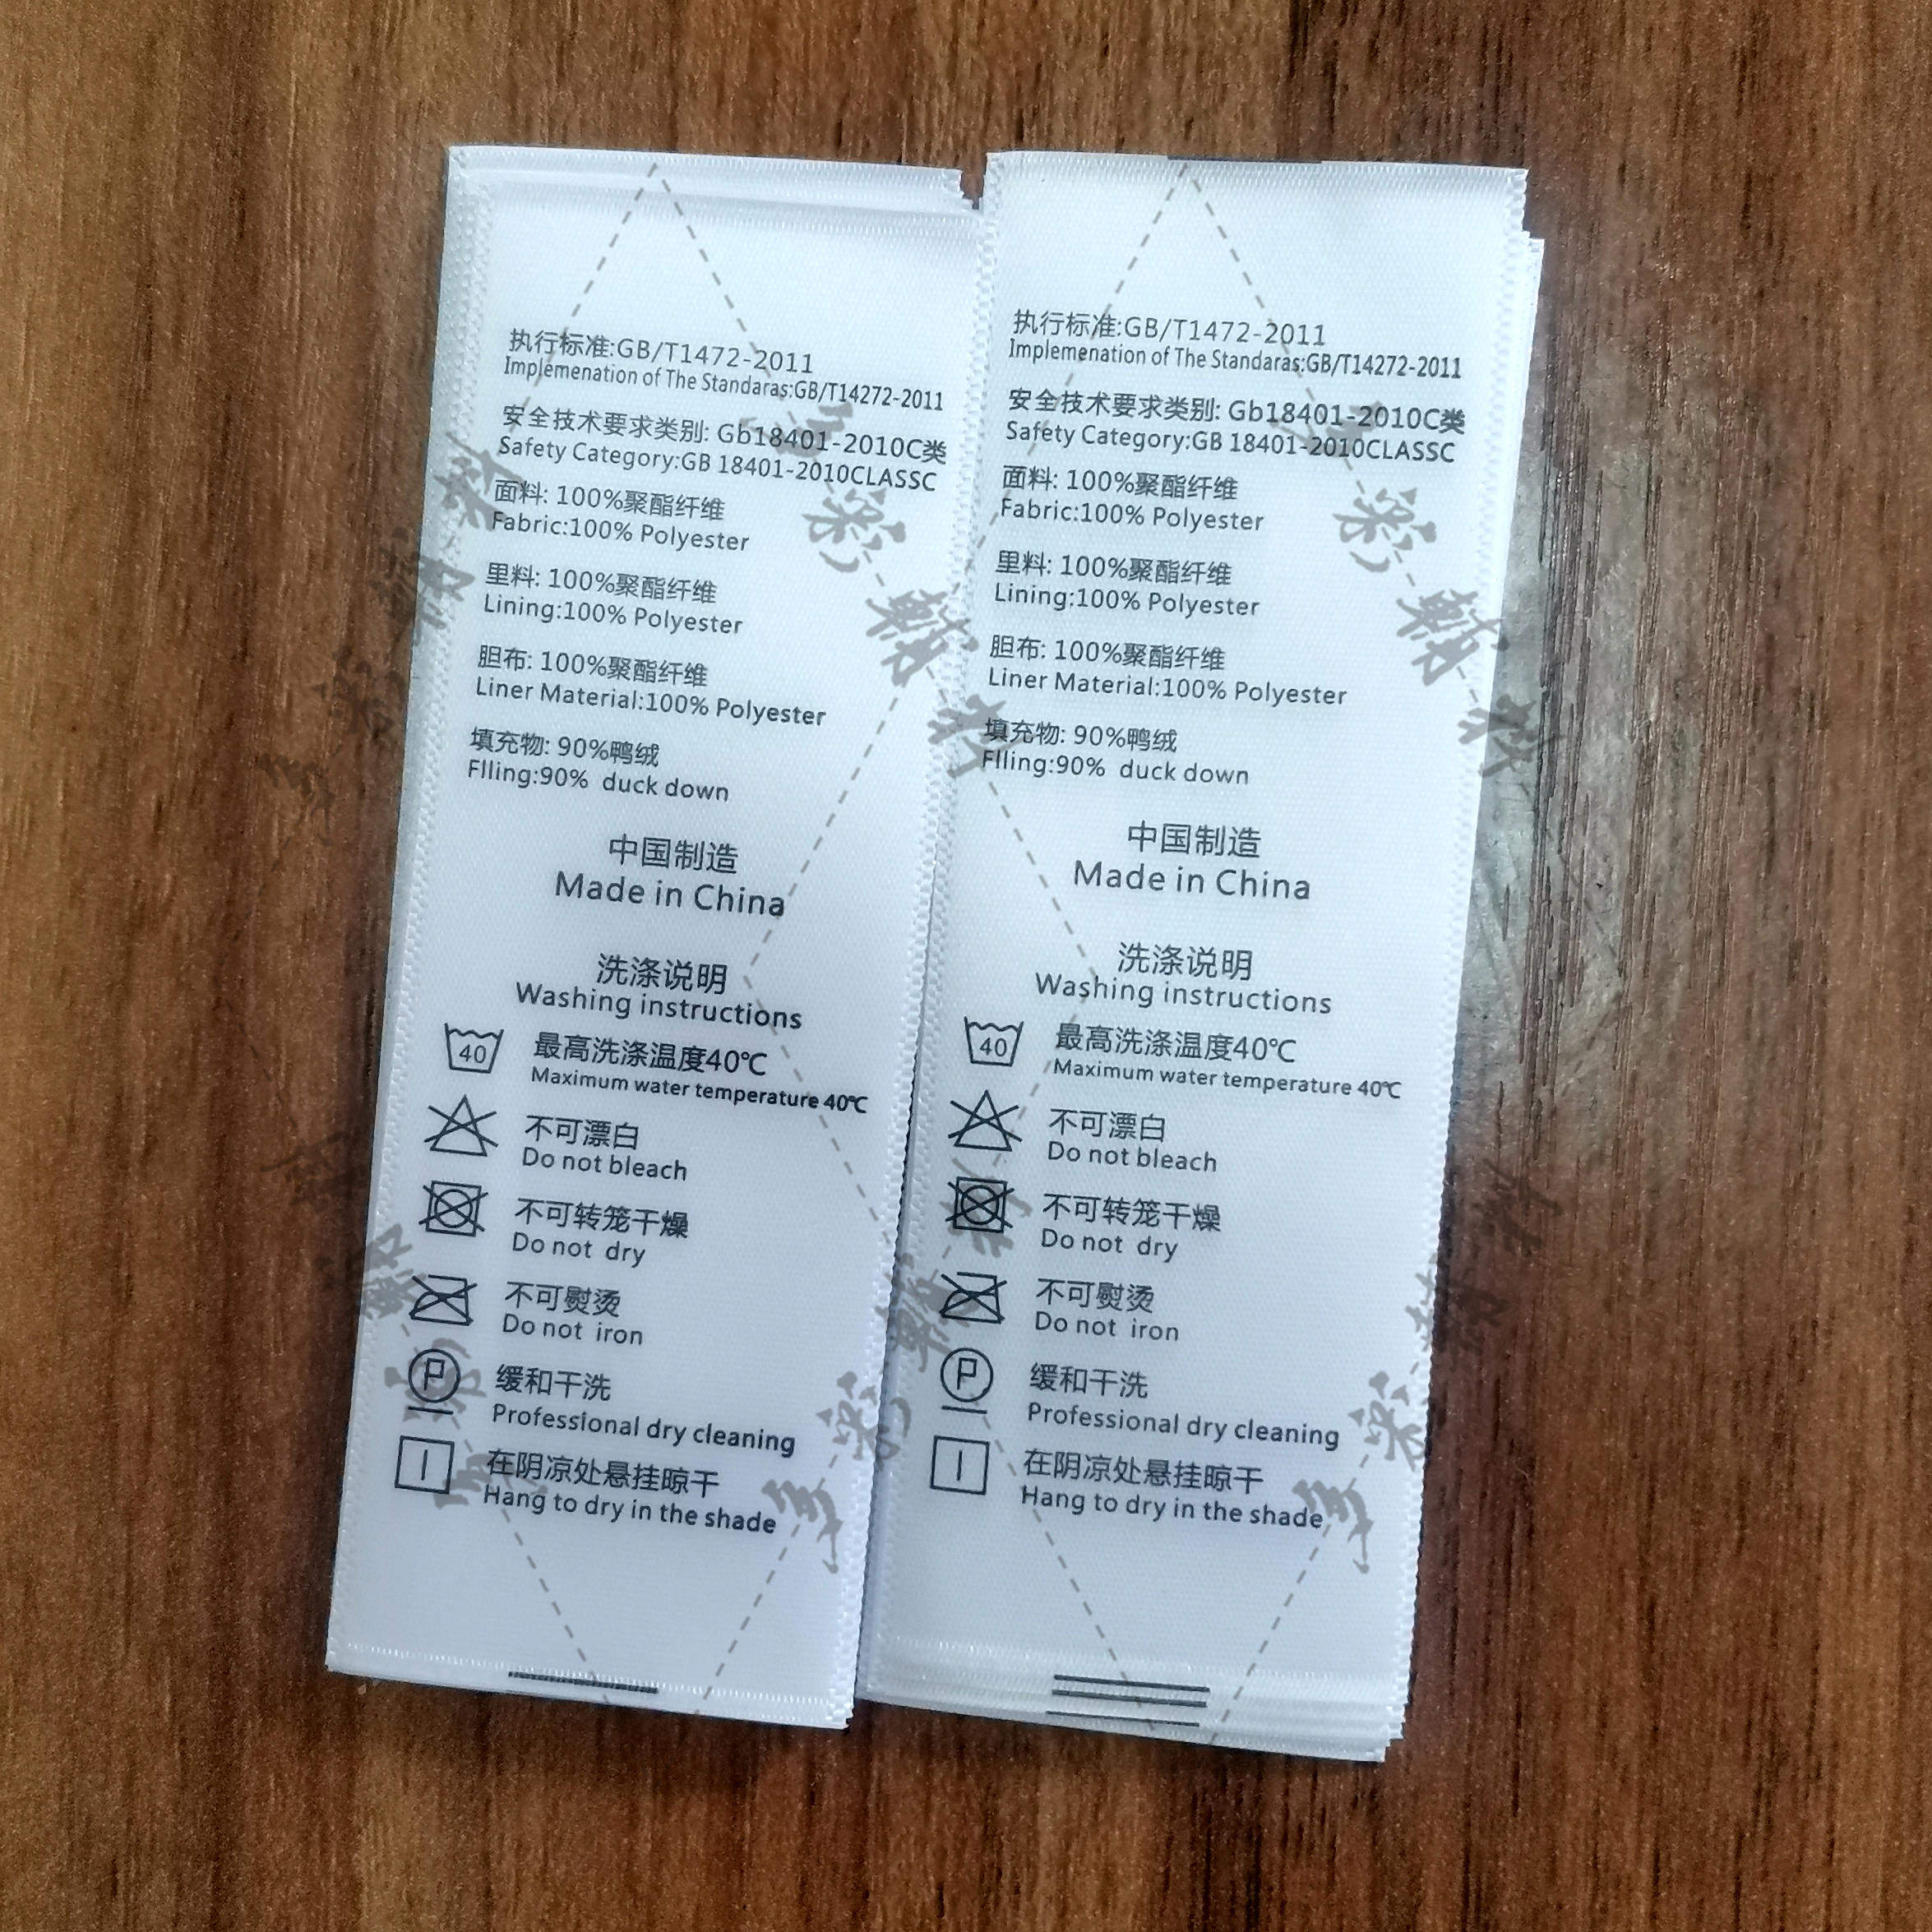 执行标准:GB/T1472-2011
Implemenation of The Standaras:GB/T14272-2011
安全技术要求类别: Gb18401-2010C类
Safety Category:GB 18401-2010CLASSC
面料: 100%聚酯纤维
Fabric:100% Polyester
里料: 100%聚酯纤维
Lining:100% Polyester
胆布: 100%聚酯纤维
Liner Material:100% Polyester
填充物: 90%鸭绒
Flling:90% duck down
中国制造
Made in China
洗涤说明
Washing instructions
40 最高洗涤温度40℃
Maximum water temperature 40℃
不可漂白
Do not bleach
不可转笼干燥
Do not dry
不可熨烫
Do not iron
P 缓和干洗
Professional dry cleaning
在阴凉处悬挂晾干
Hang to dry in the shade
执行标准:GB/T1472-2011
Implemenation of The Standaras:GB/T14272-2011
安全技术要求类别: Gb18401-2010C类
Safety Category:GB 18401-2010CLASSC
面料: 100%聚酯纤维
Fabric:100% Polyester
里料: 100%聚酯纤维
Lining:100% Polyester
胆布: 100%聚酯纤维
Liner Material:100% Polyester
填充物: 90%鸭绒
Flling:90% duck down
中国制造
Made in China
洗涤说明
Washing instructions
40 最高洗涤温度40℃
Maximum water temperature 40℃
不可漂白
Do not bleach
不可转笼干燥
Do not dry
不可熨烫
Do not iron
P 缓和干洗
Professional dry cleaning
在阴凉处悬挂晾干
Hang to dry in the shade